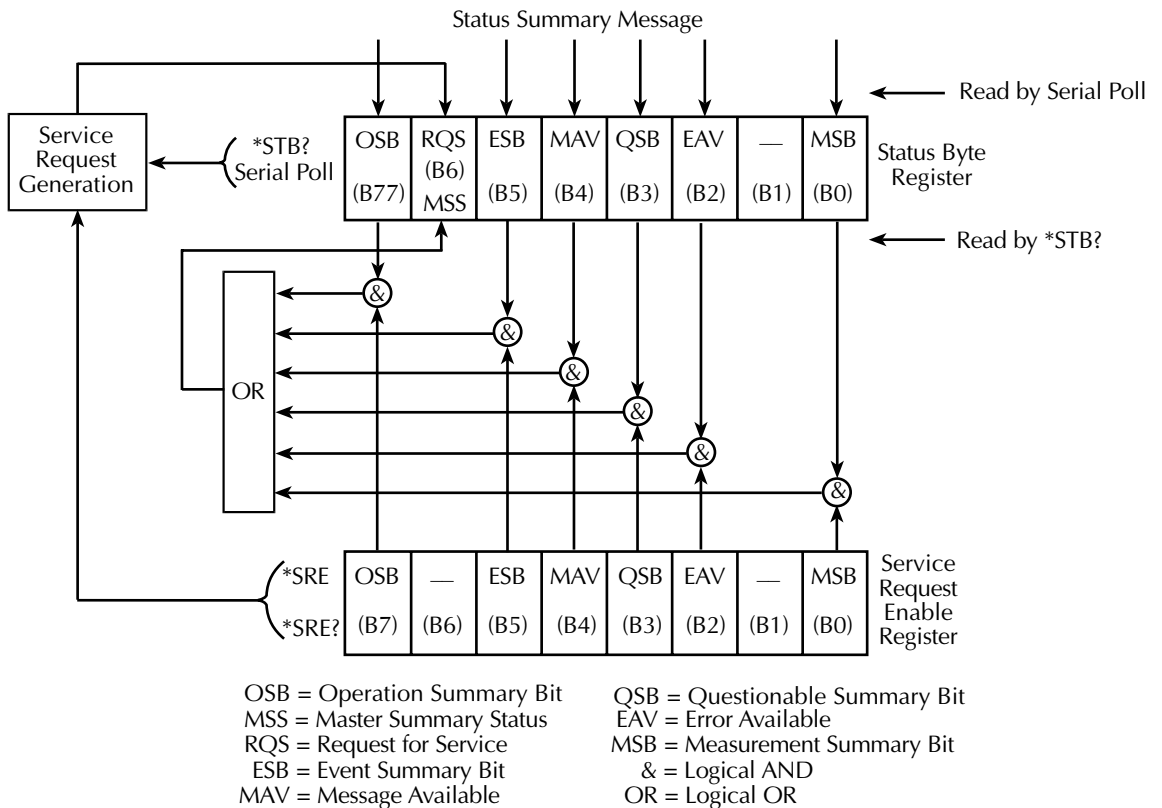 Status Summary Message
Read by Serial Poll
Service
Request
Generation
*STB?
Serial Poll
OSB
(B77)
RQS
(B6)
MSS
ESB
(B5)
MAV
(B4)
QSB
(B3)
EAV
(B2)
—
(B1)
MSB
(B0)
Status Byte
Register
Read by *STB?
&
&
&
&
&
&
OR
*SRE
*SRE?
OSB
(B7)
—
(B6)
ESB
(B5)
MAV
(B4)
QSB
(B3)
EAV
(B2)
—
(B1)
MSB
(B0)
Service
Request
Enable
Register
OSB = Operation Summary Bit
MSS = Master Summary Status
RQS = Request for Service
ESB = Event Summary Bit
MAV = Message Available
QSB = Questionable Summary Bit
EAV = Error Available
MSB = Measurement Summary Bit
& = Logical AND
OR = Logical OR